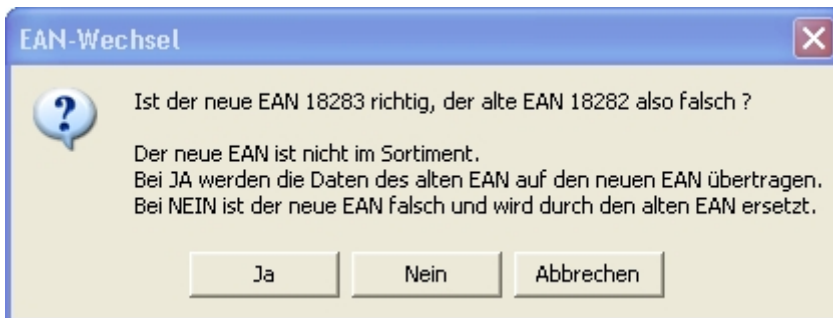 EAN-Wechsel
Ist der neue EAN 18283 richtig, der alte EAN 18282 also falsch ?
Der neue EAN ist nicht im Sortiment.
Bei JA werden die Daten des alten EAN auf den neuen EAN übertragen.
Bei NEIN ist der neue EAN falsch und wird durch den alten EAN ersetzt.
Ja Nein Abbrechen